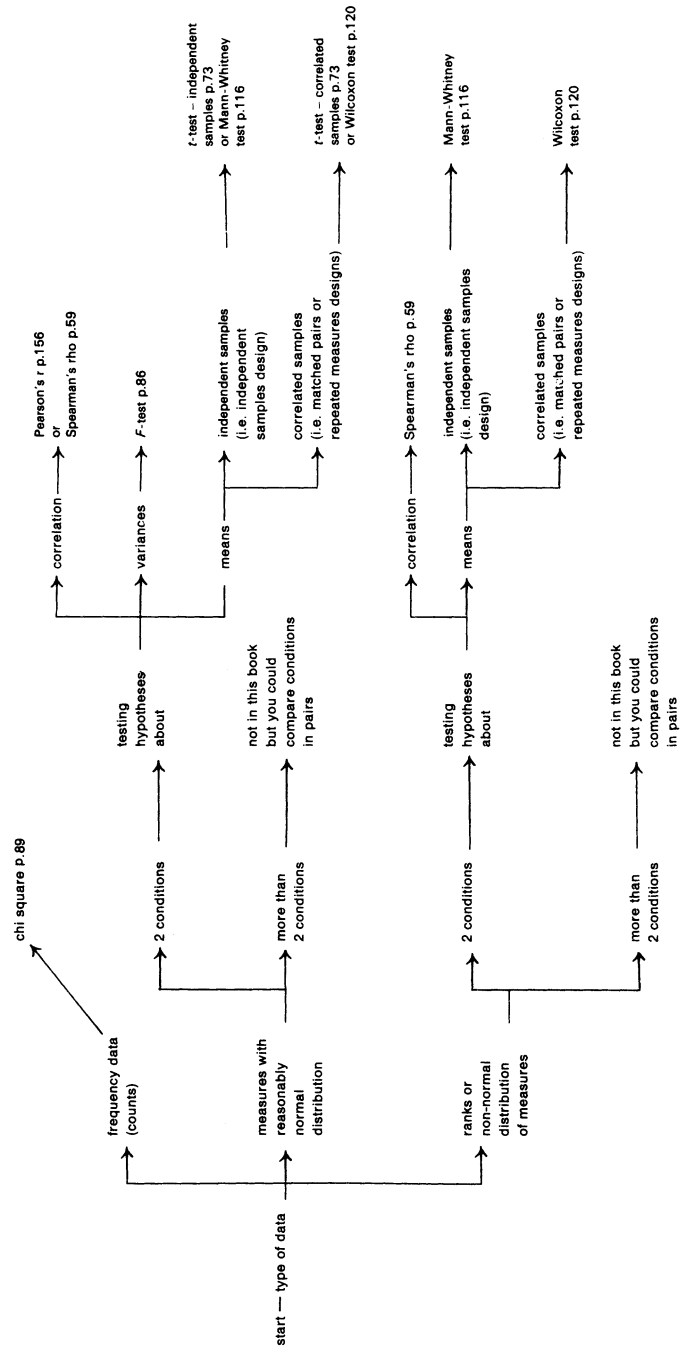 start — type of data
frequency data
(counts)
chi square p.89
measures with
reasonably
normal
distribution
2 conditions
testing
hypotheses
about
correlation
Pearson's r p.156
or
Spearman's rho p.59
variances
F-test p.86
means
independent samples
(i.e. independent
samples design)
t-test – independent
samples p.73
or Mann-Whitney
test p.116
correlated samples
(i.e. matched pairs or
repeated measures designs)
t-test – correlated
samples p.73
or Wilcoxon test p.120
more than
2 conditions
not in this book
but you could
compare conditions
in pairs
ranks or
non-normal
distribution
of measures
2 conditions
testing
hypotheses
about
correlation
Spearman's rho p.59
means
independent samples
(i.e. independent samples
design)
Mann-Whitney
test p.116
correlated samples
(i.e. matched pairs or
repeated measures designs)
Wilcoxon
test p.120
more than
2 conditions
not in this book
but you could
compare conditions
in pairs